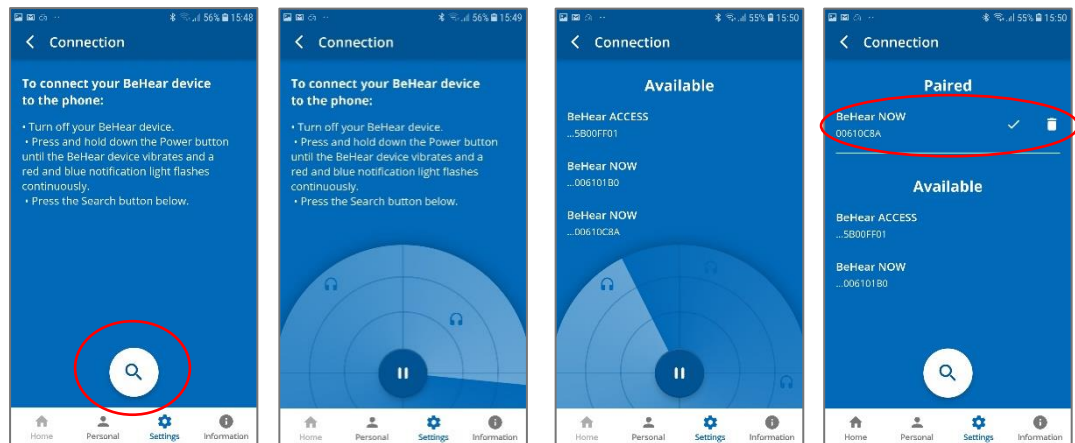 56% 15:48
Connection
To connect your BeHear device
to the phone:
• Turn off your BeHear device.
• Press and hold down the Power button
until the BeHear device vibrates and a
red and blue notification light flashes
continuously.
• Press the Search button below.
Home Personal Settings Information
56% 15:49
Connection
To connect your BeHear device
to the phone:
• Turn off your BeHear device.
• Press and hold down the Power button
until the BeHear device vibrates and a
red and blue notification light flashes
continuously.
• Press the Search button below.
Home Personal Settings Information
55% 15:50
Connection
Available
BeHear ACCESS
...5B00FF01
BeHear NOW
...006101B0
BeHear NOW
...00610C8A
Home Personal Settings Information
55% 15:50
Connection
Paired
BeHear NOW
00610C8A
Available
BeHear ACCESS
...5B00FF01
BeHear NOW
...006101B0
Home Personal Settings Information